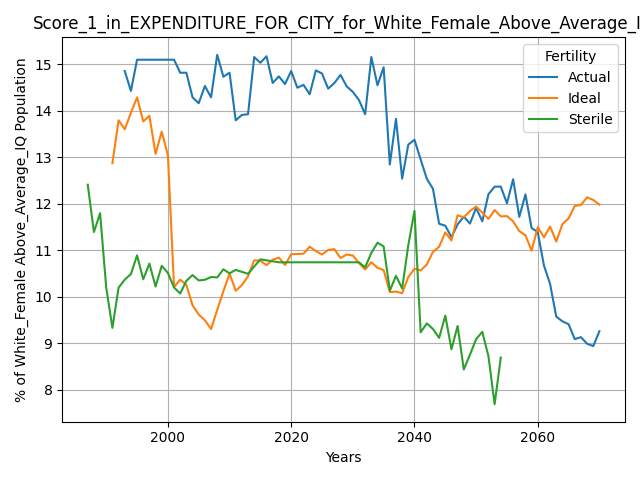 Score_1_in_EXPENDITURE_FOR_CITY_for_White_Female_Above_Average_I
% of White_Female Above_Average_IQ Population
15
14
13
12
11
10
9
8
Fertility
Actual
Ideal
Sterile
2000
2020
2040
2060
Years